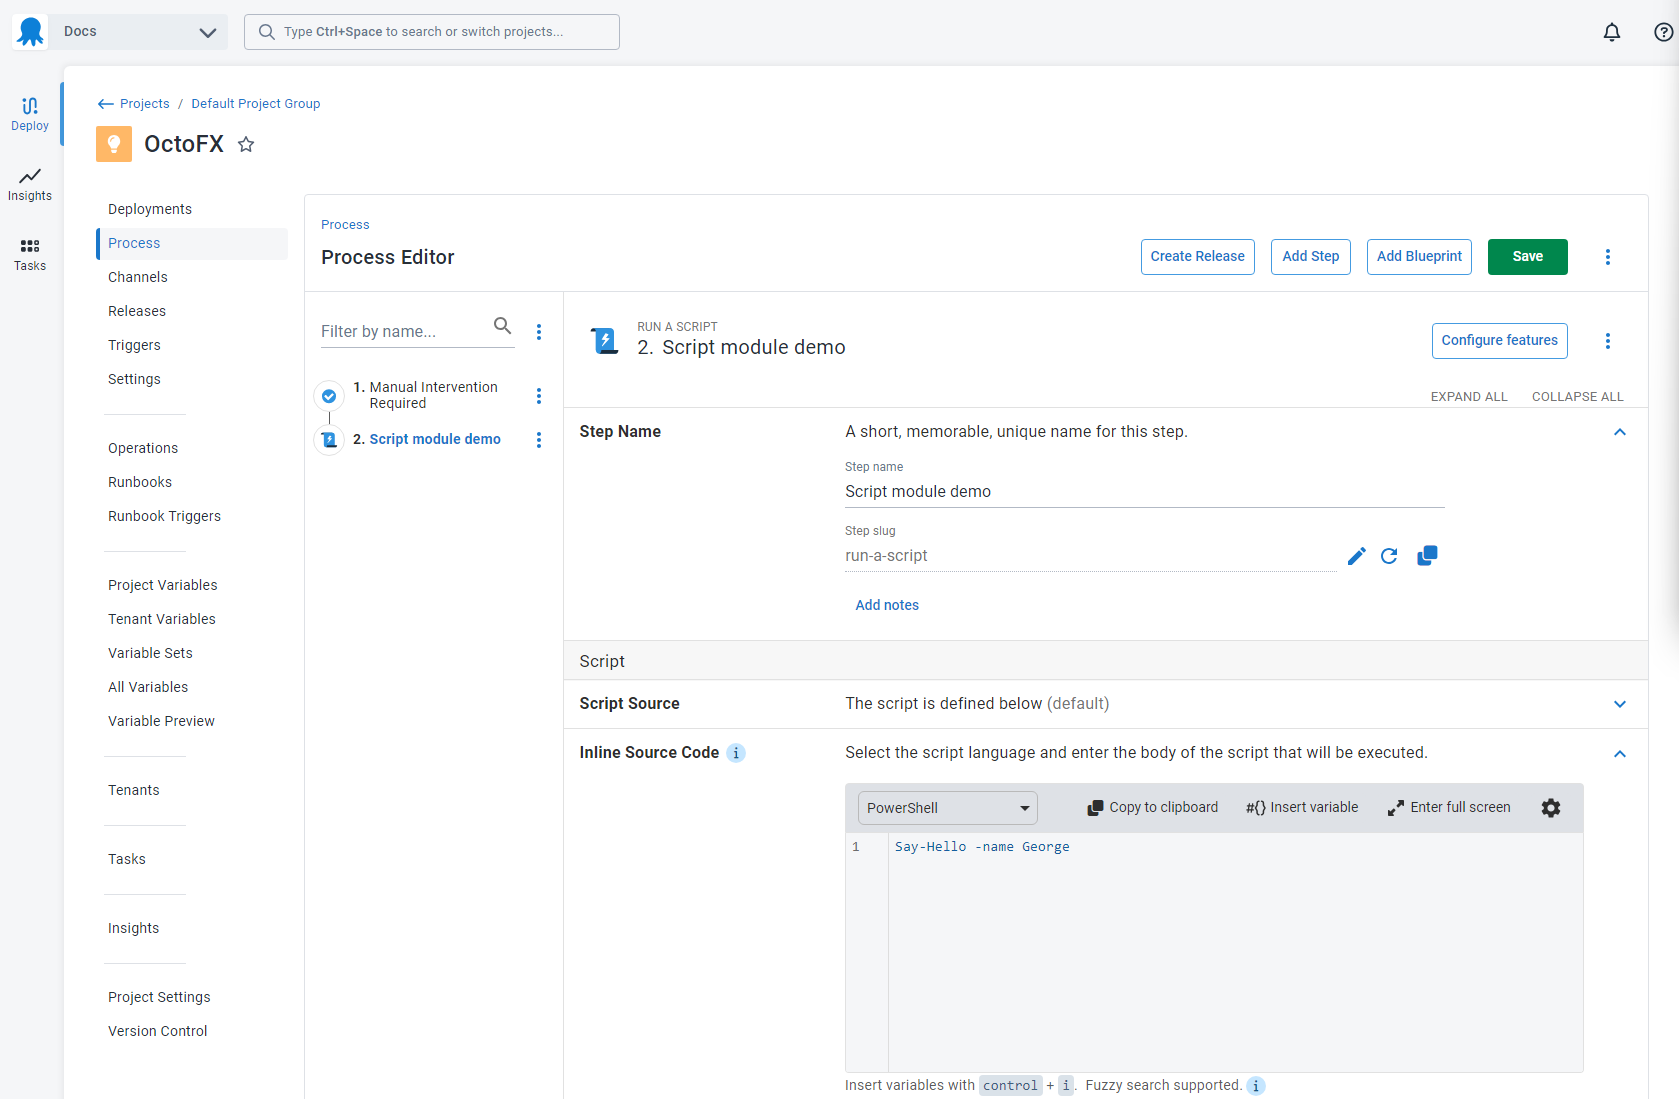 Docs
Type Ctrl+Space to search or switch projects...
Deploy
Insights
Tasks
Projects / Default Project Group
OctoFX
Deployments
Process
Channels
Releases
Triggers
Settings
Operations
Runbooks
Runbook Triggers
Project Variables
Tenant Variables
Variable Sets
All Variables
Variable Preview
Tenants
Tasks
Insights
Project Settings
Version Control
Process
Process Editor
Create Release
Add Step
Add Blueprint
Save
Filter by name...
1. Manual Intervention
Required
2. Script module demo
RUN A SCRIPT
2. Script module demo
Configure features
EXPAND ALL
COLLAPSE ALL
Step Name
A short, memorable, unique name for this step.
Step name
Script module demo
Step slug
run-a-script
Add notes
Script
Script Source
The script is defined below (default)
Inline Source Code
Select the script language and enter the body of the script that will be executed.
PowerShell
Copy to clipboard
#{} Insert variable
Enter full screen
1 Say-Hello -name George
Insert variables with control + i. Fuzzy search supported.